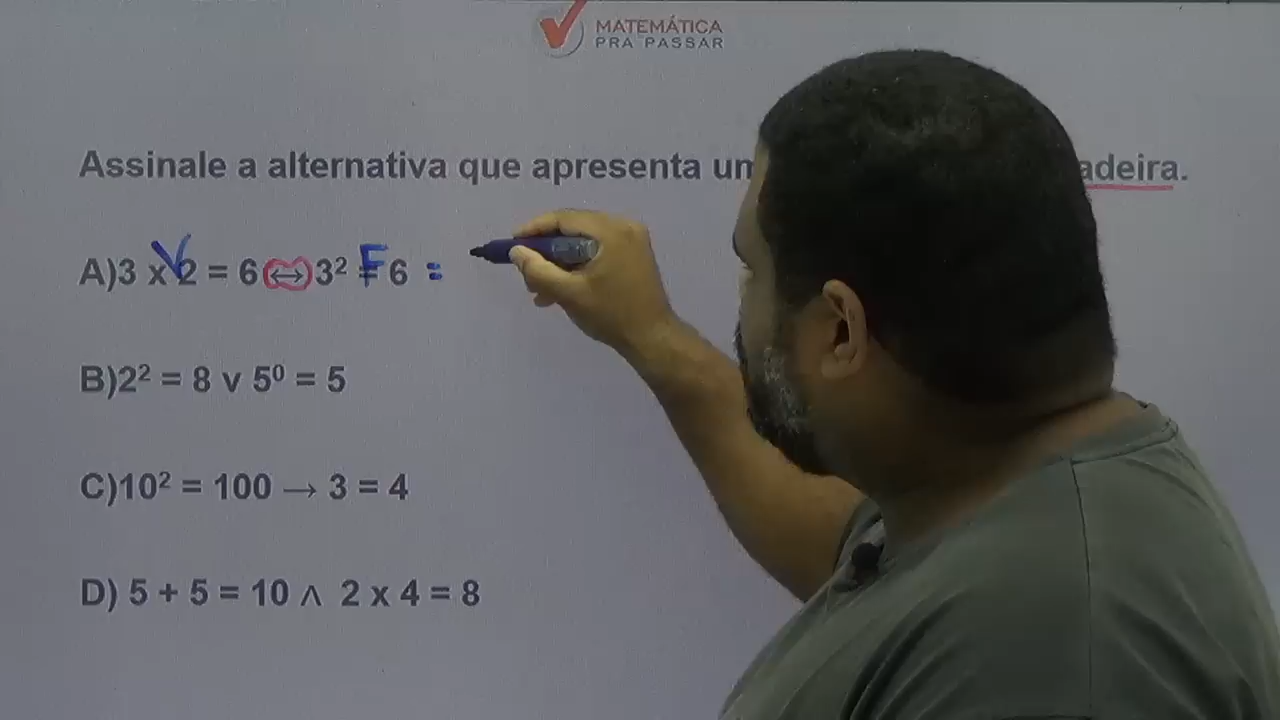 MATEMÁTICA
PRA PASSAR
Assinale a alternativa que apresenta um adeira.
V F
A)3 x 2 = 6 ↔ 3² = 6 =
B)2² = 8 v 5⁰ = 5
C)10² = 100 → 3 = 4
D) 5 + 5 = 10 ∧ 2 x 4 = 8